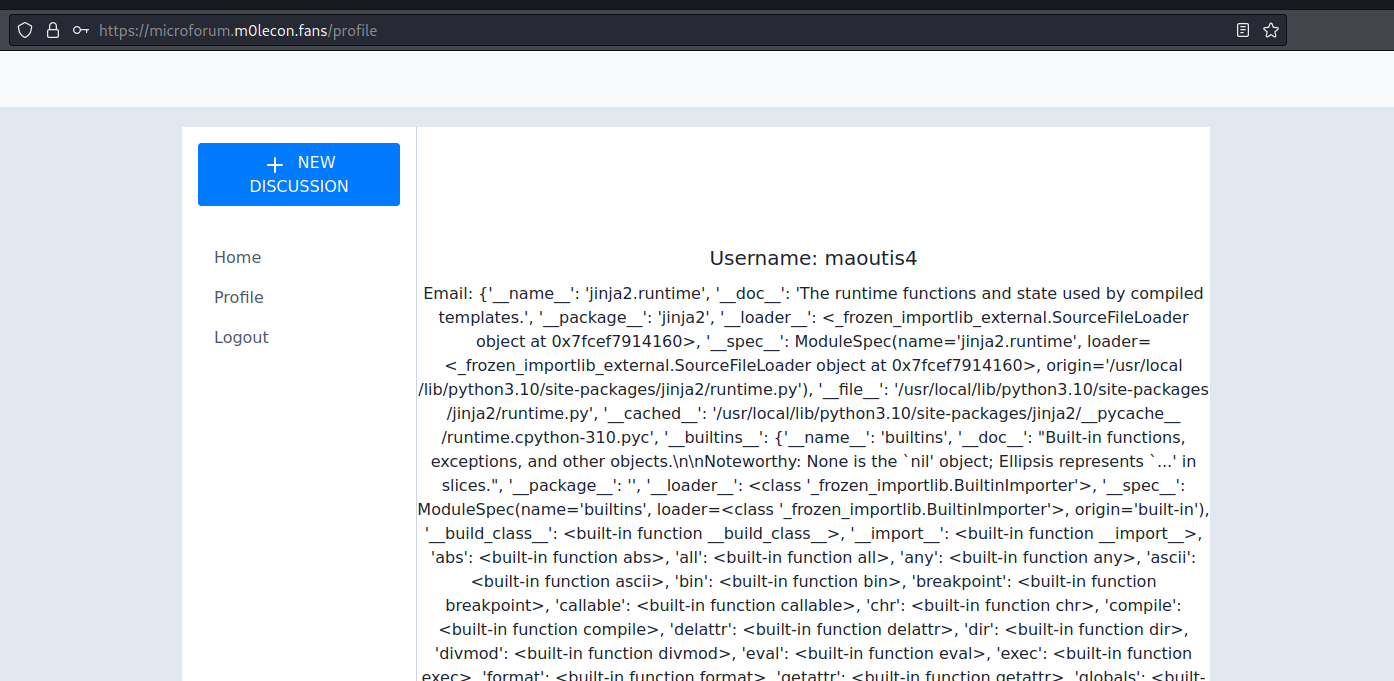 https://microforum.m0lecon.fans/profile
NEW
DISCUSSION
Home
Profile
Logout
Username: maoutis4
Email: {'__name__': 'jinja2.runtime', '__doc__': 'The runtime functions and state used by compiled
templates.', '__package__': 'jinja2', '__loader__': <_frozen_importlib_external.SourceFileLoader
object at 0x7fcef7914160>, '__spec__': ModuleSpec(name='jinja2.runtime', loader=
<_frozen_importlib_external.SourceFileLoader object at 0x7fcef7914160>, origin='/usr/local
/lib/python3.10/site-packages/jinja2/runtime.py'), '__file__': '/usr/local/lib/python3.10/site-packages
/jinja2/runtime.py', '__cached__': '/usr/local/lib/python3.10/site-packages/jinja2/__pycache__
/runtime.cpython-310.pyc', '__builtins__': {'__name__': 'builtins', '__doc__': "Built-in functions,
exceptions, and other objects.\n\nNoteworthy: None is the `nil' object; Ellipsis represents `...' in
slices.", '__package__': '', '__loader__': <class '_frozen_importlib.BuiltinImporter'>, '__spec__':
ModuleSpec(name='builtins', loader=<class '_frozen_importlib.BuiltinImporter'>, origin='built-in'),
'__build_class__': <built-in function __build_class__>, '__import__': <built-in function __import__>,
'abs': <built-in function abs>, 'all': <built-in function all>, 'any': <built-in function any>, 'ascii':
<built-in function ascii>, 'bin': <built-in function bin>, 'breakpoint': <built-in function
breakpoint>, 'callable': <built-in function callable>, 'chr': <built-in function chr>, 'compile':
<built-in function compile>, 'delattr': <built-in function delattr>, 'dir': <built-in function dir>,
'divmod': <built-in function divmod>, 'eval': <built-in function eval>, 'exec': <built-in function
exec>, 'format': <built-in function format>, 'getattr': <built-in function getattr>, 'globals': <built-